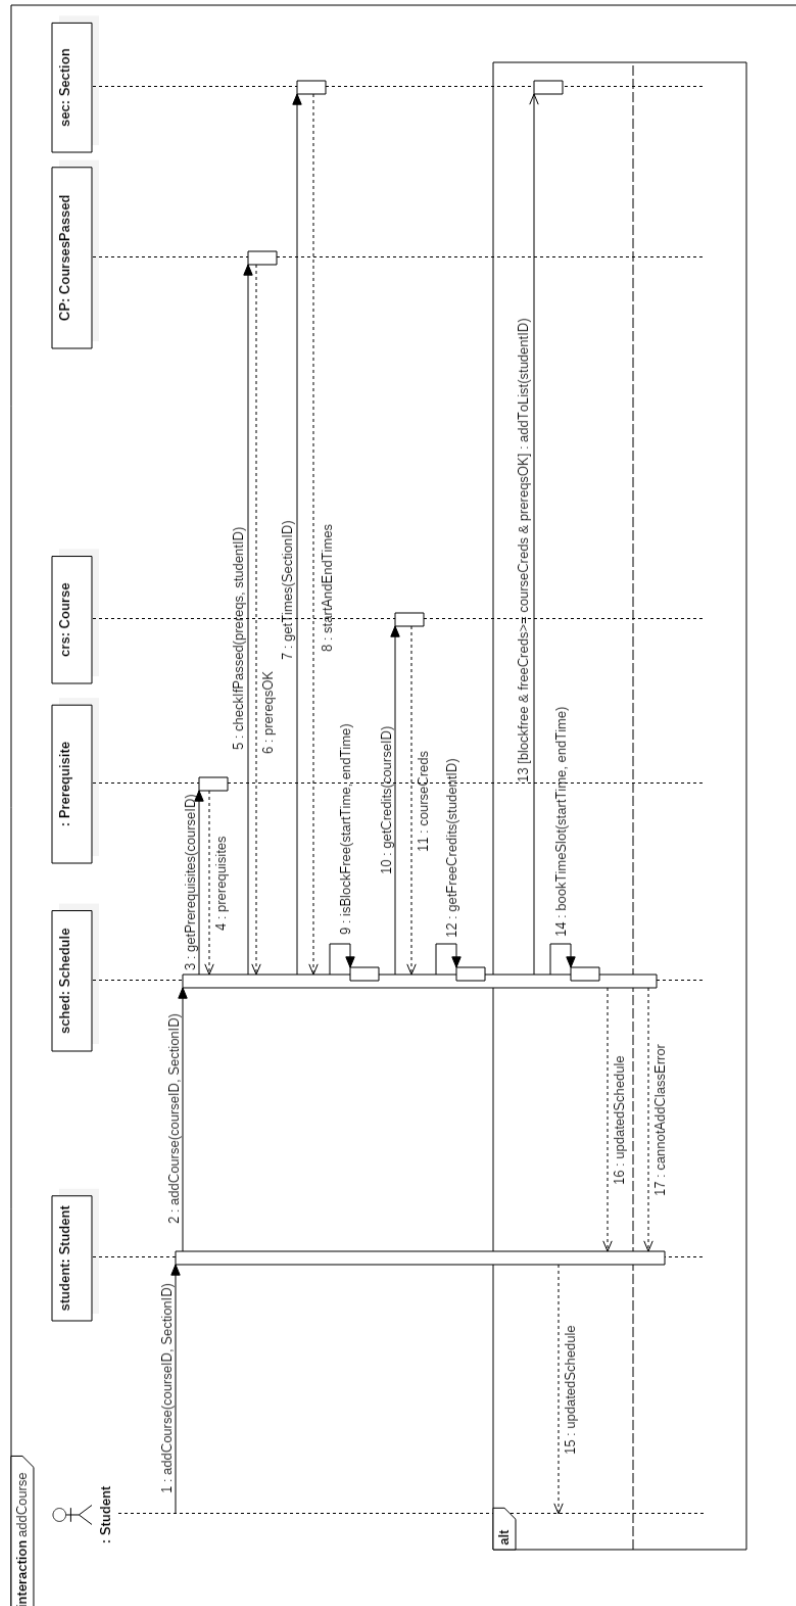 interaction addCourse
: Student
student: Student
sched: Schedule
: Prerequisite
crs: Course
CP: CoursesPassed
sec: Section
1 : addCourse(courseID, SectionID)
2 : addCourse(courseID, SectionID)
3 : getPrerequisites(courseID)
4 : prerequisites
5 : checkIfPassed(prereqs, studentID)
6 : prereqsOK
7 : getTimes(SectionID)
8 : startAndEndTimes
9 : isBlockFree(startTime, endTime)
10 : getCredits(courseID)
11 : courseCreds
12 : getFreeCredits(studentID)
alt
13 [blockfree & freeCreds>= courseCreds & prereqsOK] : addToList(studentID)
14 : bookTimeSlot(startTime, endTime)
15 : updatedSchedule
16 : updatedSchedule
17 : cannotAddClassError